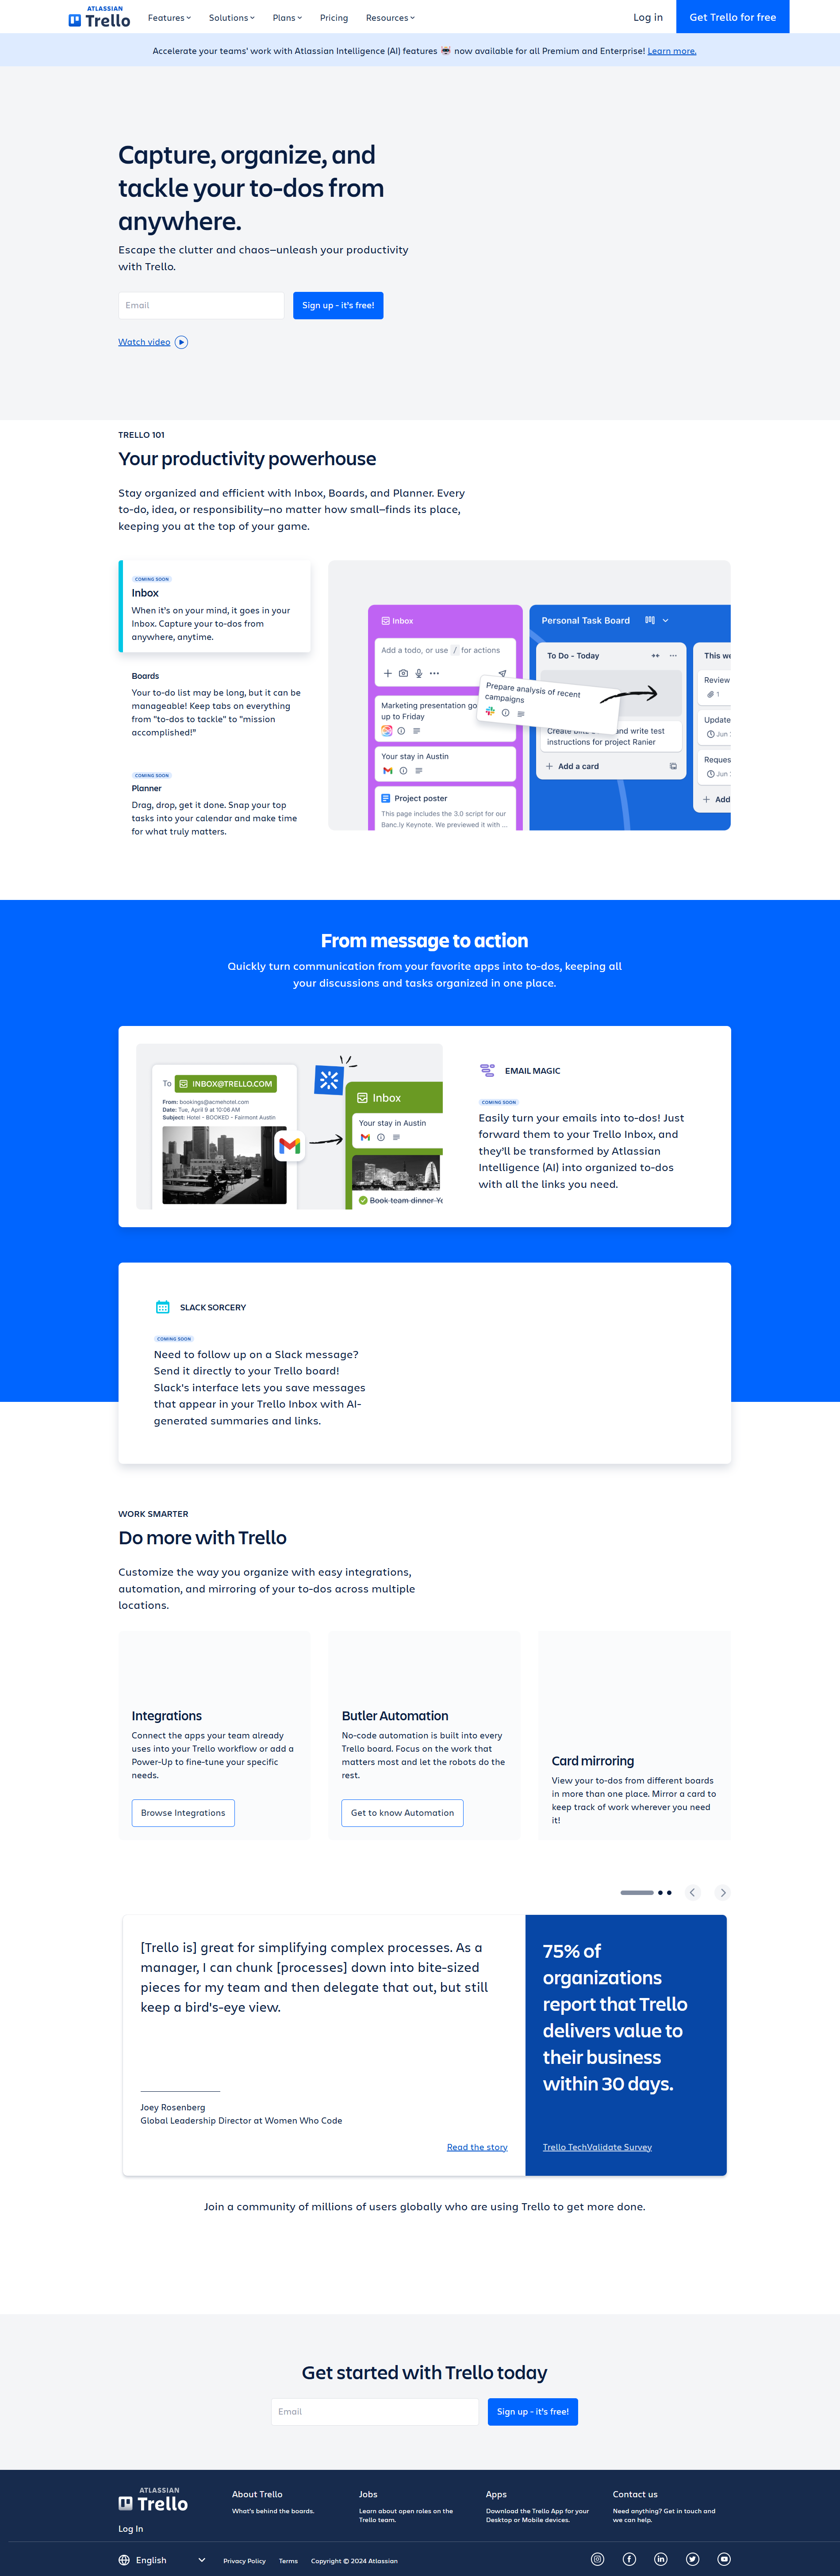 ATLASSIAN
Trello
Features
Solutions
Plans
Pricing
Resources
Log in
Get Trello for free
Accelerate your teams' work with Atlassian Intelligence (AI) features 🤖 now available for all Premium and Enterprise! Learn more.
Capture, organize, and
tackle your to-dos from
anywhere.
Escape the clutter and chaos—unleash your productivity
with Trello.
Email
Sign up - it's free!
Watch video
TRELLO 101
Your productivity powerhouse
Stay organized and efficient with Inbox, Boards, and Planner. Every
to-do, idea, or responsibility—no matter how small—finds its place,
keeping you at the top of your game.
COMING SOON
Inbox
When it's on your mind, it goes in your
Inbox. Capture your to-dos from
anywhere, anytime.
Boards
Your to-do list may be long, but it can be
manageable! Keep tabs on everything
from "to-dos to tackle" to "mission
accomplished!"
COMING SOON
Planner
Drag, drop, get it done. Snap your top
tasks into your calendar and make time
for what truly matters.
Inbox
Add a todo, or use / for actions
Marketing presentation go
up to Friday
Your stay in Austin
Project poster
This page includes the 3.0 script for our
Banc.ly Keynote. We previewed it with ...
Prepare analysis of recent
campaigns
Personal Task Board
To Do - Today
and write test
instructions for project Ranier
+ Add a card
This we
Review
1
Update
Jun
Reques
Jun
+ Add
From message to action
Quickly turn communication from your favorite apps into to-dos, keeping all
your discussions and tasks organized in one place.
To INBOX@TRELLO.COM
From: bookings@acmehotel.com
Date: Tue, April 9 at 10:06 AM
Subject: Hotel - BOOKED - Fairmont Austin
Inbox
Your stay in Austin
Book team dinner Yo
EMAIL MAGIC
COMING SOON
Easily turn your emails into to-dos! Just
forward them to your Trello Inbox, and
they'll be transformed by Atlassian
Intelligence (AI) into organized to-dos
with all the links you need.
SLACK SORCERY
COMING SOON
Need to follow up on a Slack message?
Send it directly to your Trello board!
Slack's interface lets you save messages
that appear in your Trello Inbox with AI-
generated summaries and links.
WORK SMARTER
Do more with Trello
Customize the way you organize with easy integrations,
automation, and mirroring of your to-dos across multiple
locations.
Integrations
Connect the apps your team already
uses into your Trello workflow or add a
Power-Up to fine-tune your specific
needs.
Browse Integrations
Butler Automation
No-code automation is built into every
Trello board. Focus on the work that
matters most and let the robots do the
rest.
Get to know Automation
Card mirroring
View your to-dos from different boards
in more than one place. Mirror a card to
keep track of work wherever you need
it!
[Trello is] great for simplifying complex processes. As a
manager, I can chunk [processes] down into bite-sized
pieces for my team and then delegate that out, but still
keep a bird's-eye view.
Joey Rosenberg
Global Leadership Director at Women Who Code
Read the story
75% of
organizations
report that Trello
delivers value to
their business
within 30 days.
Trello TechValidate Survey
Join a community of millions of users globally who are using Trello to get more done.
Get started with Trello today
Email
Sign up - it's free!
ATLASSIAN
Trello
Log In
About Trello
What's behind the boards.
Jobs
Learn about open roles on the
Trello team.
Apps
Download the Trello App for your
Desktop or Mobile devices.
Contact us
Need anything? Get in touch and
we can help.
English
Privacy Policy
Terms
Copyright © 2024 Atlassian